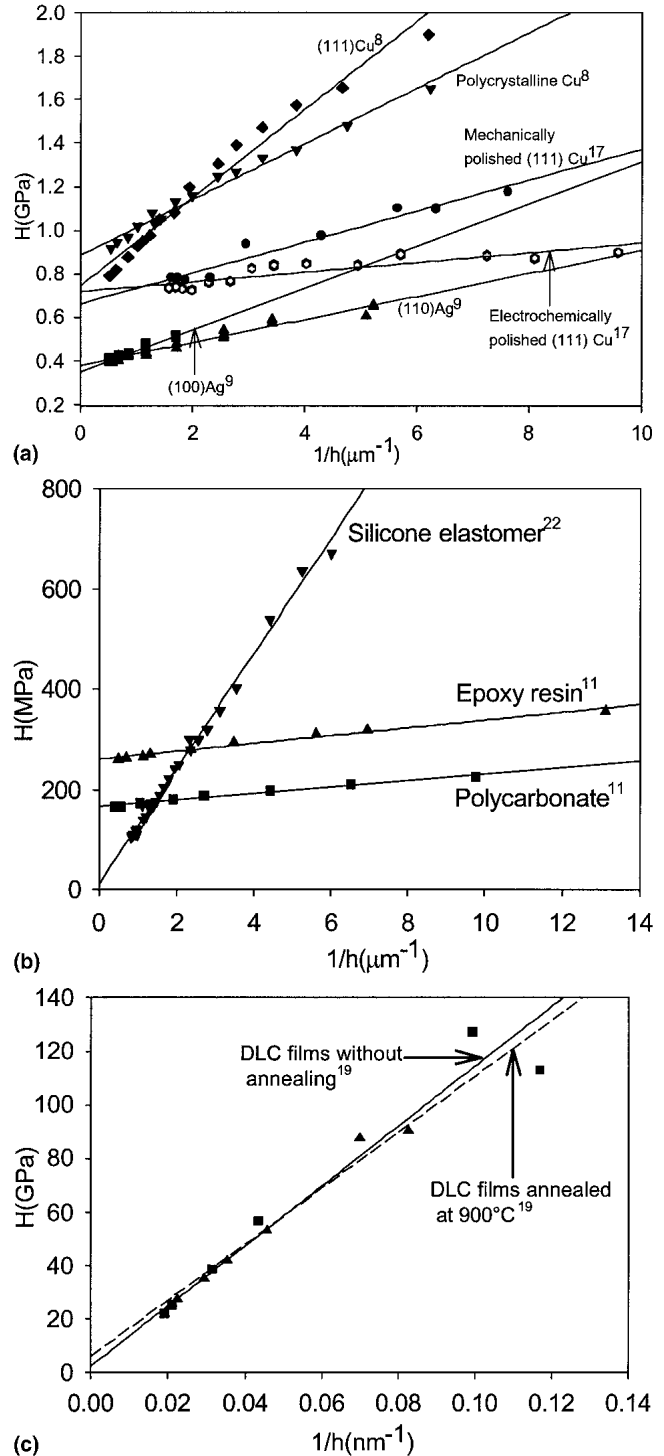 2.0
1.8
1.6
1.4
1.2
1.0
0.8
0.6
0.4
0.2
H(GPa)
(111)Cu⁸
Polycrystalline Cu⁸
Mechanically
polished (111) Cu¹⁷
(110)Ag⁹
Electrochemically
polished (111) Cu¹⁷
(100)Ag⁹
0 2 4 6 8 10
(a)
1/h(μm⁻¹)
800
600
400
200
0
H(MPa)
Silicone elastomer²²
Epoxy resin¹¹
Polycarbonate¹¹
0 2 4 6 8 10 12 14
(b)
1/h(μm⁻¹)
140
120
100
80
60
40
20
0
H(GPa)
DLC films without
annealing¹⁹
DLC films annealed
at 900°C¹⁹
0.00 0.02 0.04 0.06 0.08 0.10 0.12 0.14
(c)
1/h(nm⁻¹)